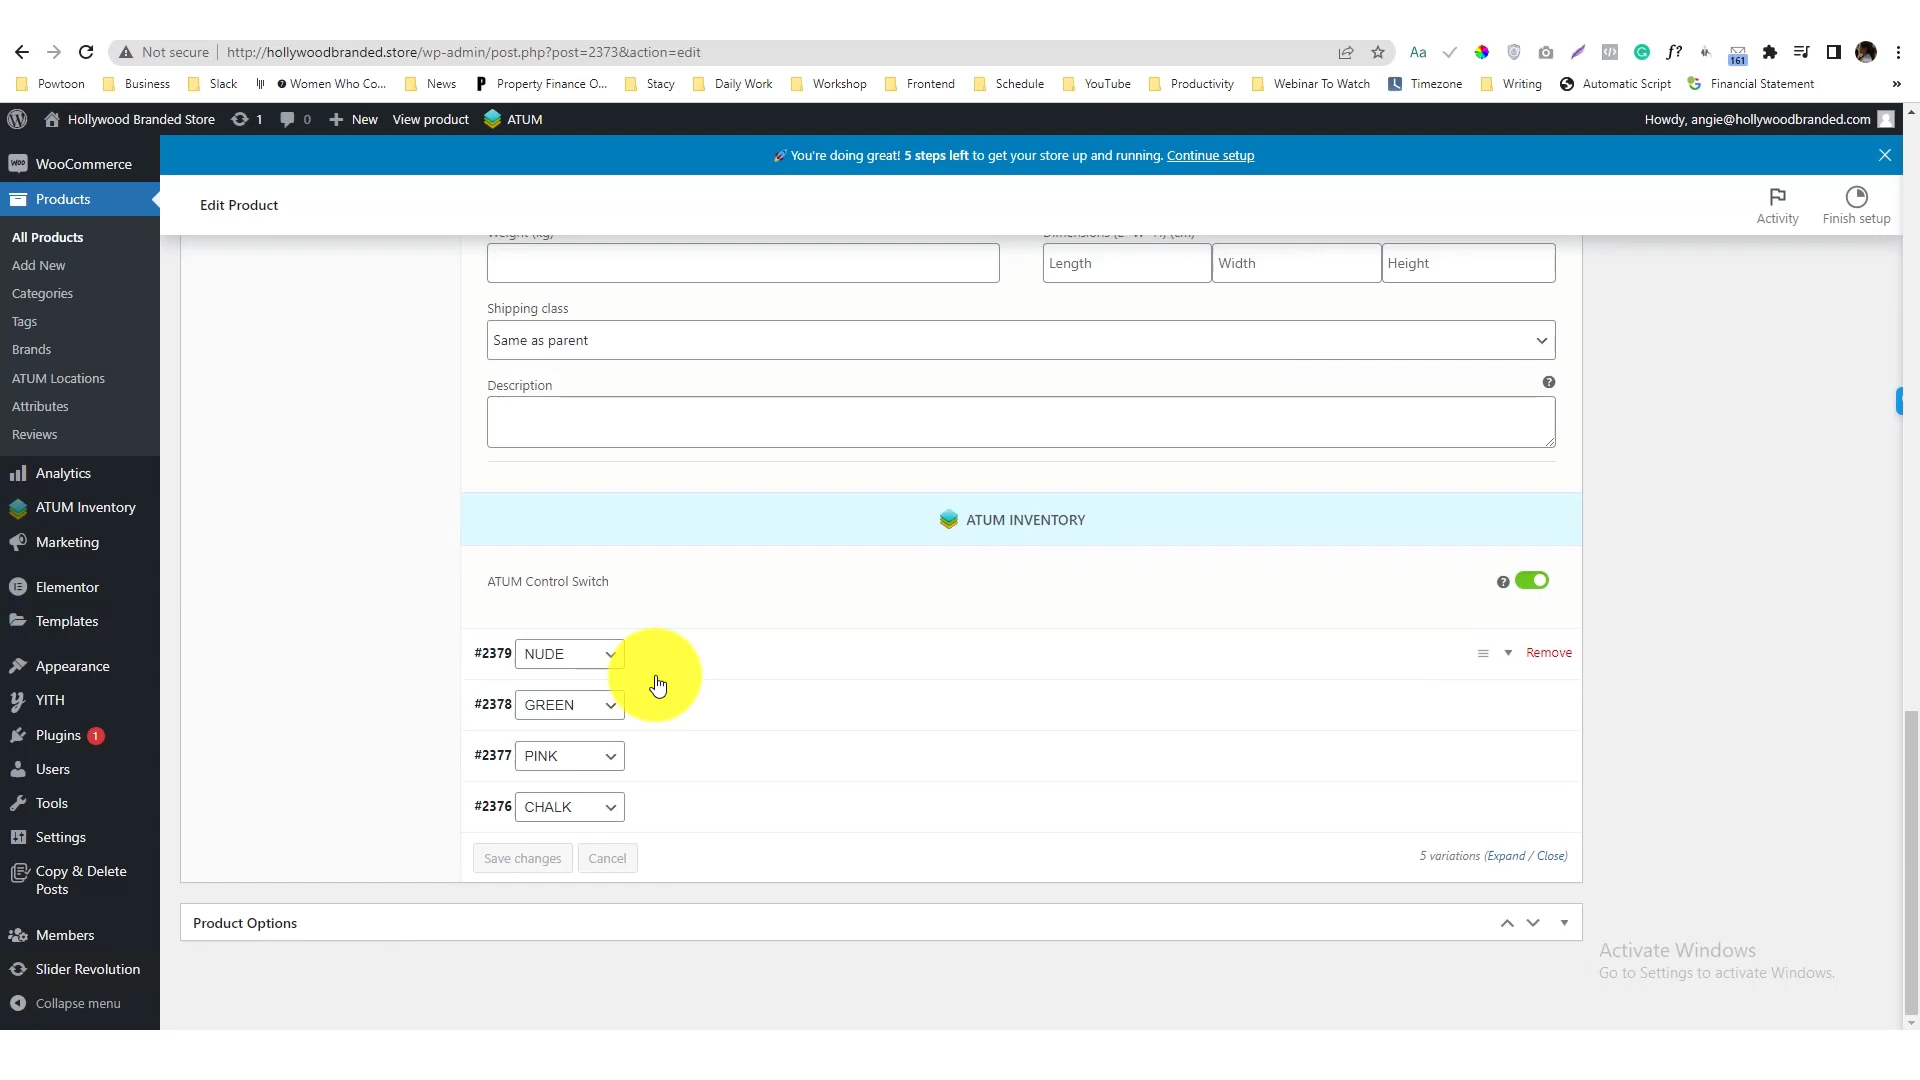 Not secure
http://hollywoodbranded.store/wp-admin/post.php?post=2373&action=edit
Aa
f?
161
Powtoon
Business
Slack
Women Who Co...
News
Property Finance O...
Stacy
Daily Work
Workshop
Frontend
Schedule
YouTube
Productivity
Webinar To Watch
Timezone
Writing
Automatic Script
Financial Statement
»
Hollywood Branded Store
1
0
New
View product
ATUM
Howdy, angie@hollywoodbranded.com
You're doing great! 5 steps left to get your store up and running. Continue setup
WooCommerce
Products
All Products
Add New
Categories
Tags
Brands
ATUM Locations
Attributes
Reviews
Analytics
ATUM Inventory
Marketing
Elementor
Templates
Appearance
YITH
Plugins 1
Users
Tools
Settings
Copy & Delete
Posts
Members
Slider Revolution
Collapse menu
Edit Product
Activity
Finish setup
Length
Width
Height
Shipping class
Same as parent
Description
ATUM INVENTORY
ATUM Control Switch
#2379 NUDE
Remove
#2378 GREEN
#2377 PINK
#2376 CHALK
Save changes
Cancel
5 variations (Expand / Close)
Product Options
Activate Windows
Go to Settings to activate Windows.